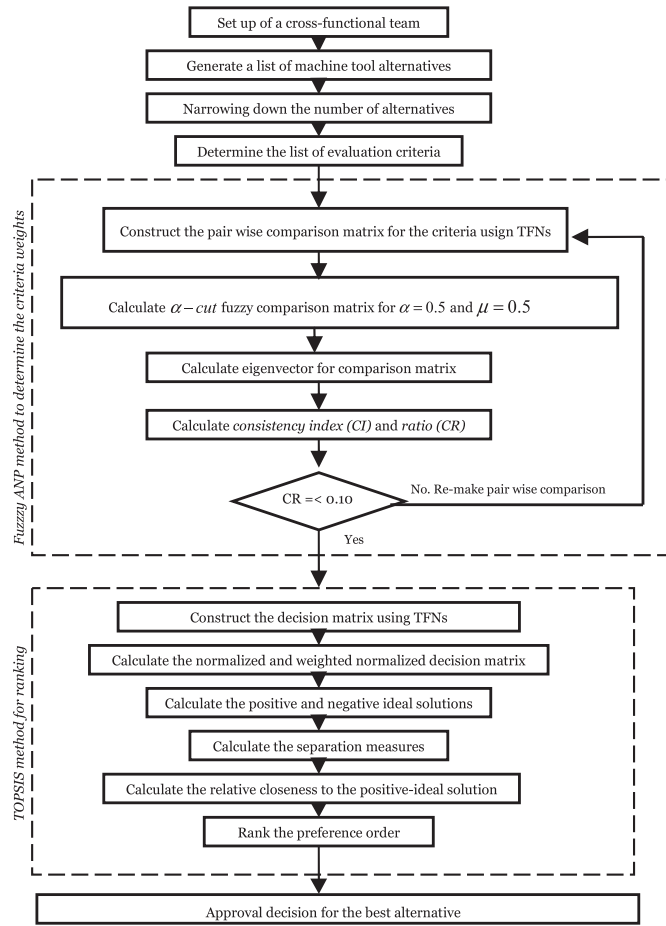 Set up of a cross-functional team
Generate a list of machine tool alternatives
Narrowing down the number of alternatives
Determine the list of evaluation criteria
Fuzzzy ANP method to determine the criteria weights
Construct the pair wise comparison matrix for the criteria usign TFNs
Calculate α − cut fuzzy comparison matrix for α = 0.5 and μ = 0.5
Calculate eigenvector for comparison matrix
Calculate consistency index (CI) and ratio (CR)
CR =< 0.10
No. Re-make pair wise comparison
Yes
TOPSIS method for ranking
Construct the decision matrix using TFNs
Calculate the normalized and weighted normalized decision matrix
Calculate the positive and negative ideal solutions
Calculate the separation measures
Calculate the relative closeness to the positive-ideal solution
Rank the preference order
Approval decision for the best alternative